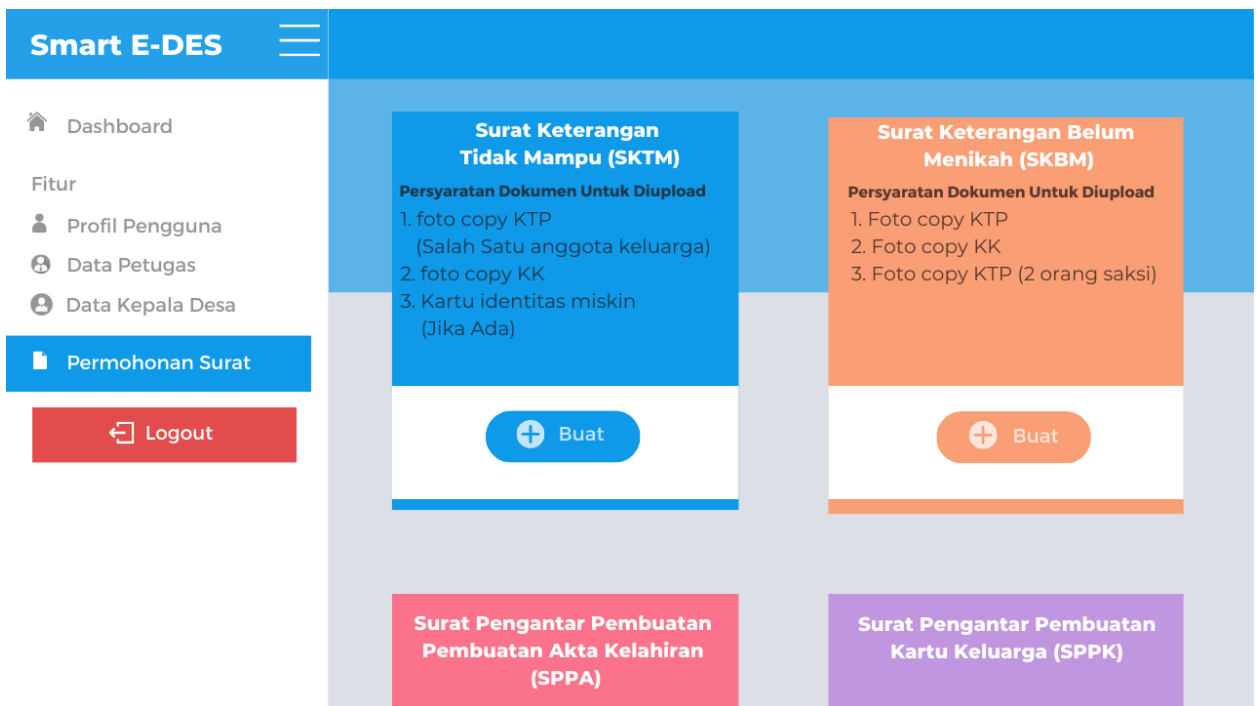 Smart E-DES
Dashboard
Fitur
Profil Pengguna
Data Petugas
Data Kepala Desa
Permohonan Surat
Logout
Surat Keterangan
Tidak Mampu (SKTM)
Persyaratan Dokumen Untuk Diupload
1. foto copy KTP
(Salah Satu anggota keluarga)
2. foto copy KK
3. Kartu identitas miskin
(Jika Ada)
Buat
Surat Keterangan Belum
Menikah (SKBM)
Persyaratan Dokumen Untuk Diupload
1. Foto copy KTP
2. Foto copy KK
3. Foto copy KTP (2 orang saksi)
Buat
Surat Pengantar Pembuatan
Pembuatan Akta Kelahiran
(SPPA)
Surat Pengantar Pembuatan
Kartu Keluarga (SPPK)